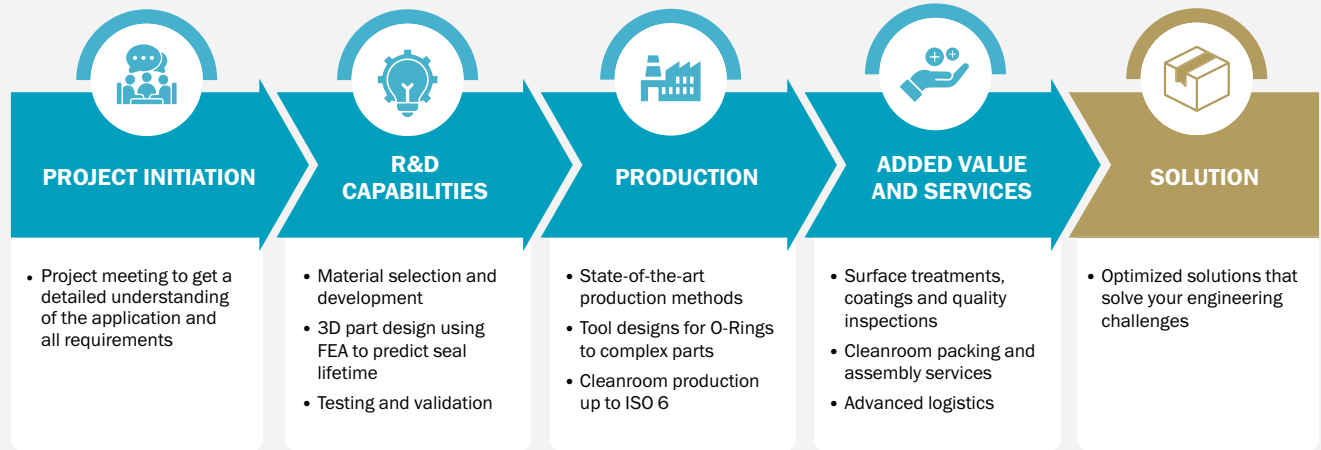 PROJECT INITIATION
• Project meeting to get a
detailed understanding
of the application and
all requirements
R&D
CAPABILITIES
• Material selection and
development
• 3D part design using
FEA to predict seal
lifetime
• Testing and validation
PRODUCTION
• State-of-the-art
production methods
• Tool designs for O-Rings
to complex parts
• Cleanroom production
up to ISO 6
ADDED VALUE
AND SERVICES
• Surface treatments,
coatings and quality
inspections
• Cleanroom packing and
assembly services
• Advanced logistics
SOLUTION
• Optimized solutions that
solve your engineering
challenges